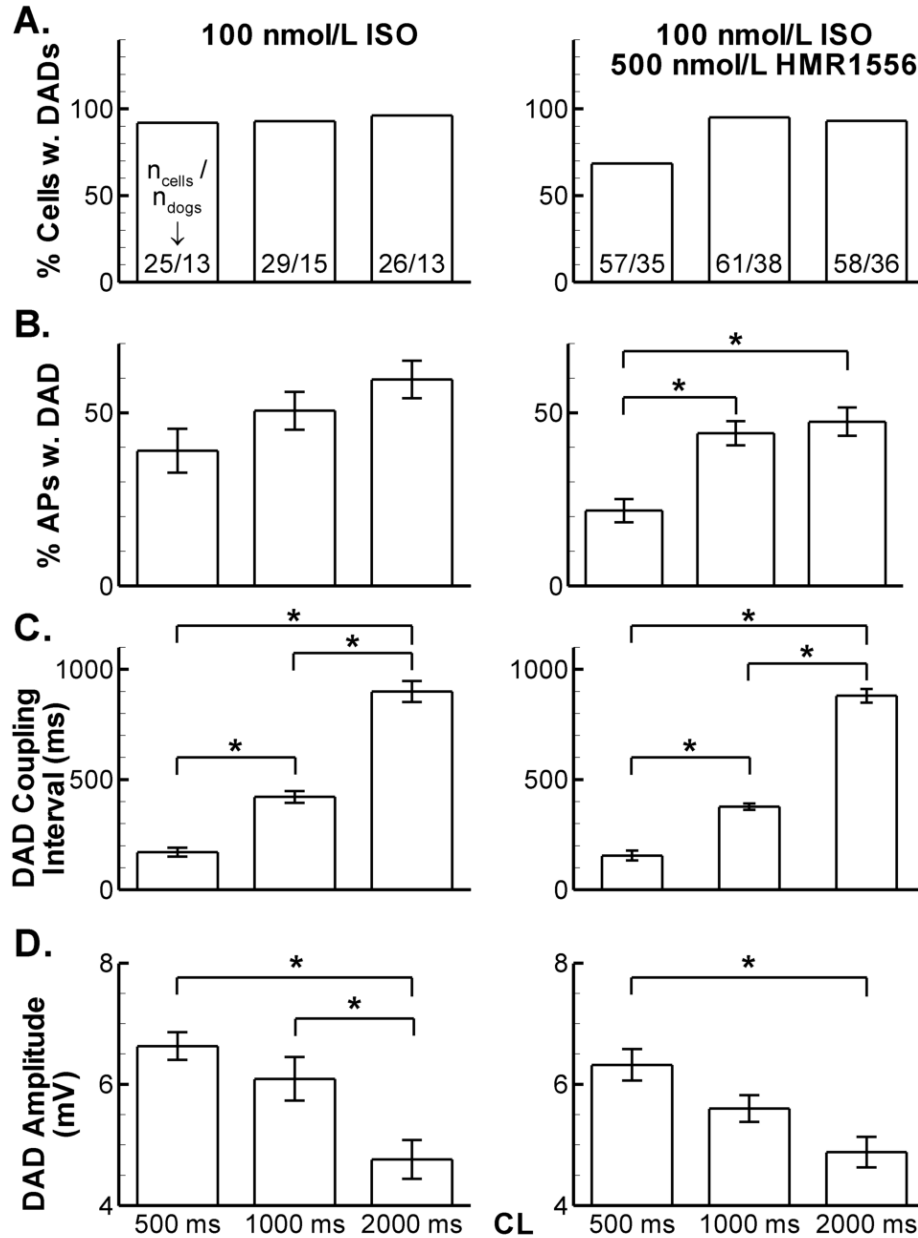 A.
100 nmol/L ISO
100 nmol/L ISO
500 nmol/L HMR1556
% Cells w. DADs
100
50
0
n_cells /
n_dogs
↓
25/13
29/15
26/13
100
50
0
57/35
61/38
58/36
B.
% APs w. DAD
50
0
50
0
*
*
C.
DAD Coupling
Interval (ms)
1000
500
0
*
*
*
1000
500
0
*
*
*
D.
DAD Amplitude
(mV)
8
6
4
*
*
8
6
4
*
500 ms
1000 ms
2000 ms
CL
500 ms
1000 ms
2000 ms